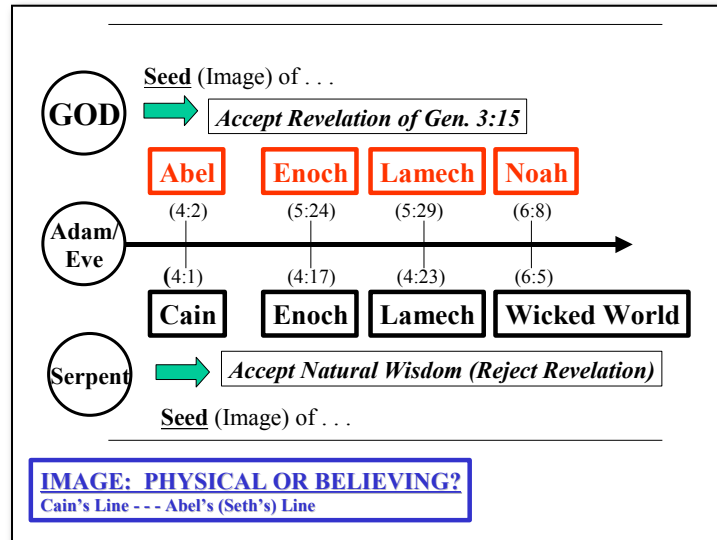 Seed (Image) of . . .
GOD
Accept Revelation of Gen. 3:15
Abel Enoch Lamech Noah
(4:2) (5:24) (5:29) (6:8)
Adam/
Eve
(4:1) (4:17) (4:23) (6:5)
Cain Enoch Lamech Wicked World
Serpent
Accept Natural Wisdom (Reject Revelation)
Seed (Image) of . . .
IMAGE: PHYSICAL OR BELIEVING?
Cain's Line - - - Abel's (Seth's) Line